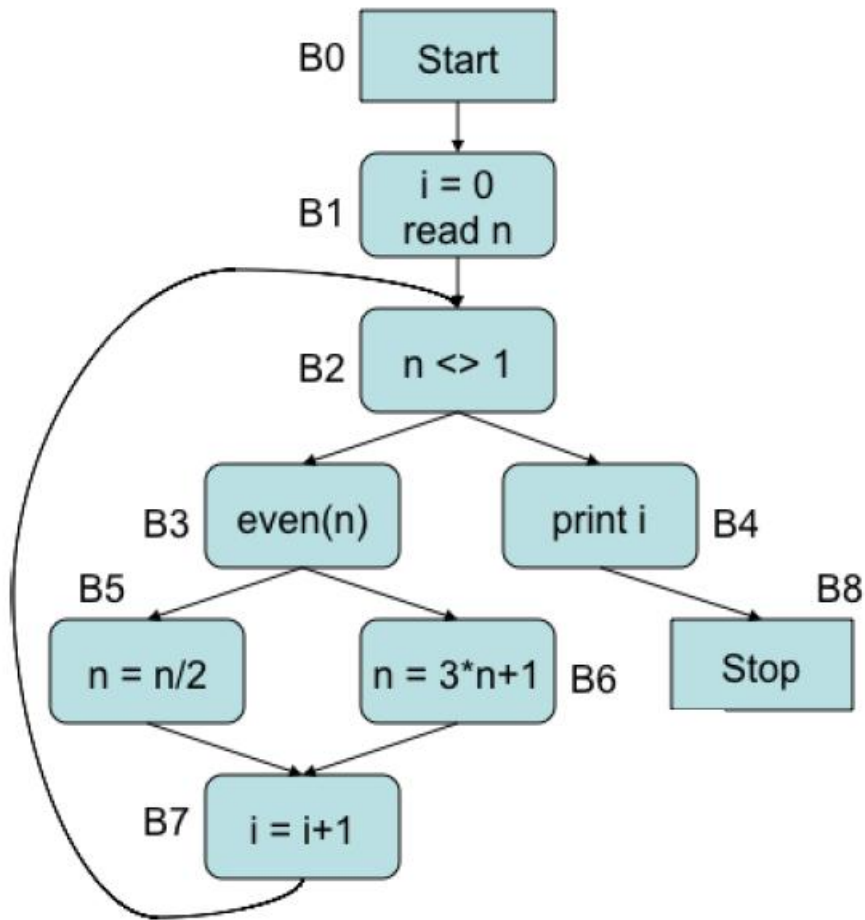 B0
Start
B1
i = 0
read n
B2
n <> 1
B3
even(n)
print i
B4
B5
B8
n = n/2
n = 3*n+1
B6
Stop
B7
i = i+1